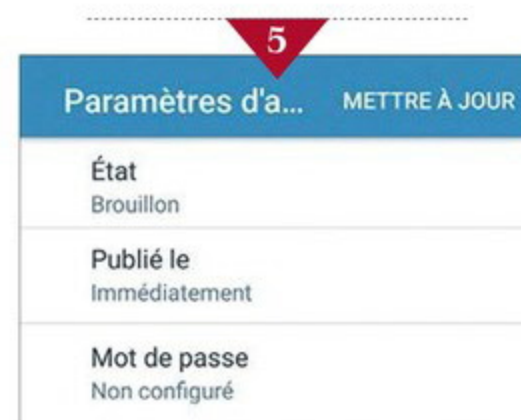 5
Paramètres d'a... METTRE À JOUR
État
Brouillon
Publié le
Immédiatement
Mot de passe
Non configuré